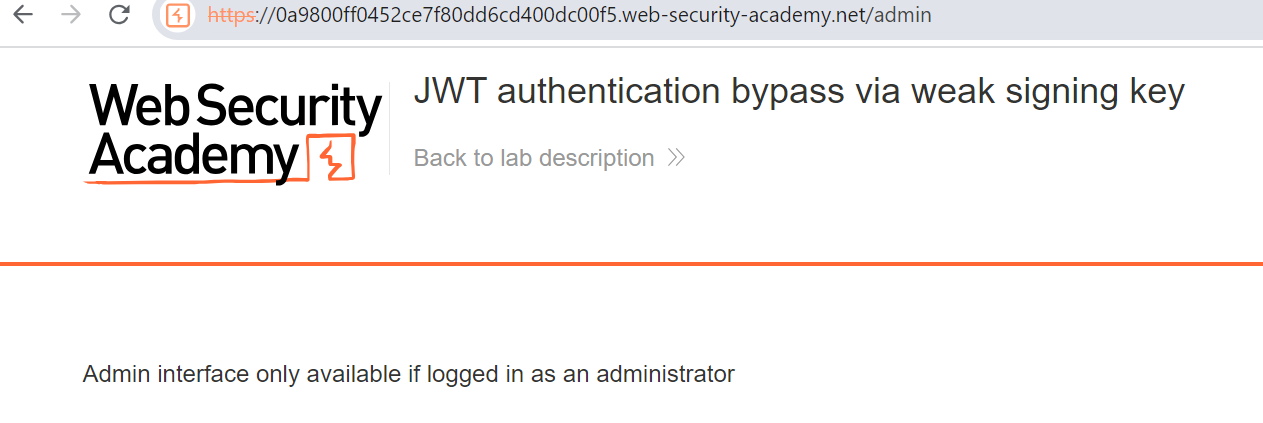 https://0a9800ff0452ce7f80dd6cd400dc00f5.web-security-academy.net/admin
Web Security
Academy
JWT authentication bypass via weak signing key
Back to lab description
Admin interface only available if logged in as an administrator